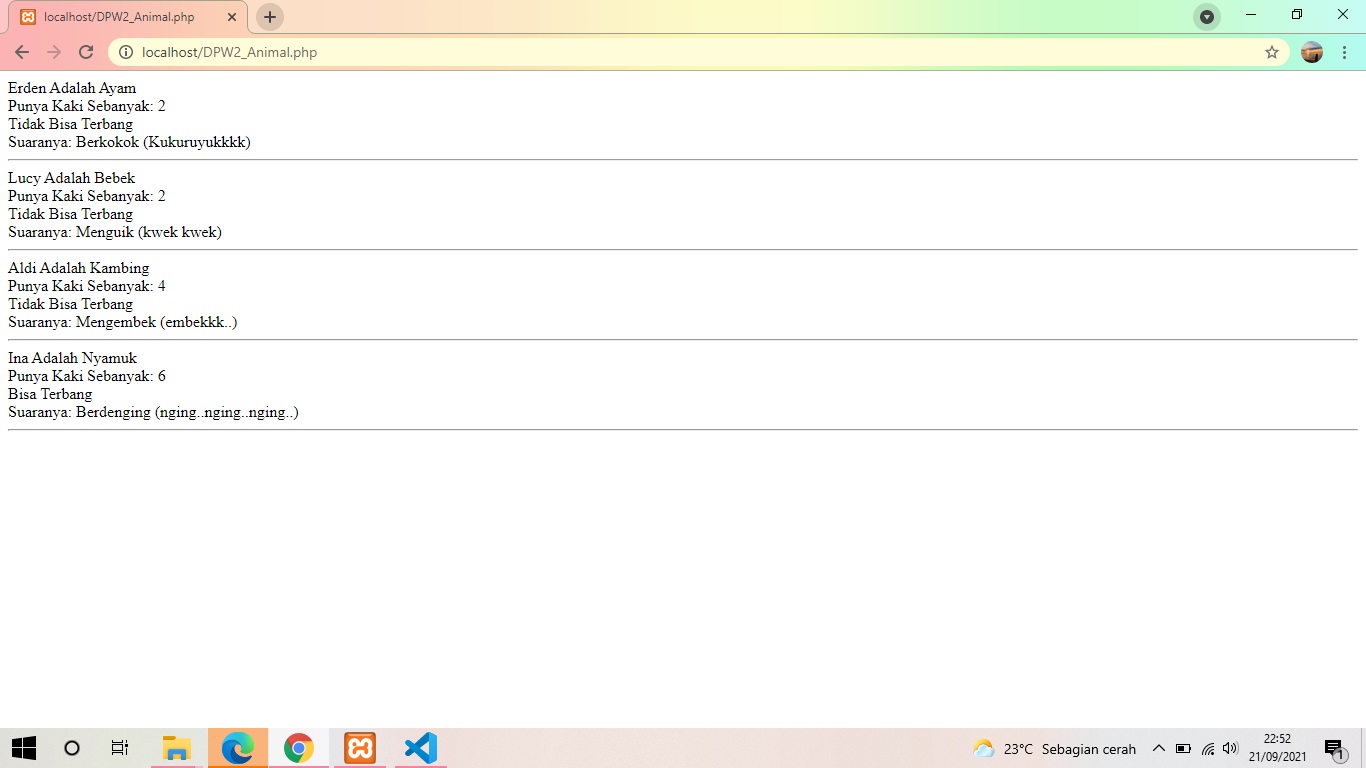 localhost/DPW2_Animal.php
localhost/DPW2_Animal.php
Erden Adalah Ayam
Punya Kaki Sebanyak: 2
Tidak Bisa Terbang
Suaranya: Berkokok (Kukuruyukkkk)
Lucy Adalah Bebek
Punya Kaki Sebanyak: 2
Tidak Bisa Terbang
Suaranya: Menguik (kwek kwek)
Aldi Adalah Kambing
Punya Kaki Sebanyak: 4
Tidak Bisa Terbang
Suaranya: Mengembek (embekkk..)
Ina Adalah Nyamuk
Punya Kaki Sebanyak: 6
Bisa Terbang
Suaranya: Berdenging (nging..nging..nging..)
23°C Sebagian cerah
22:52
21/09/2021
1